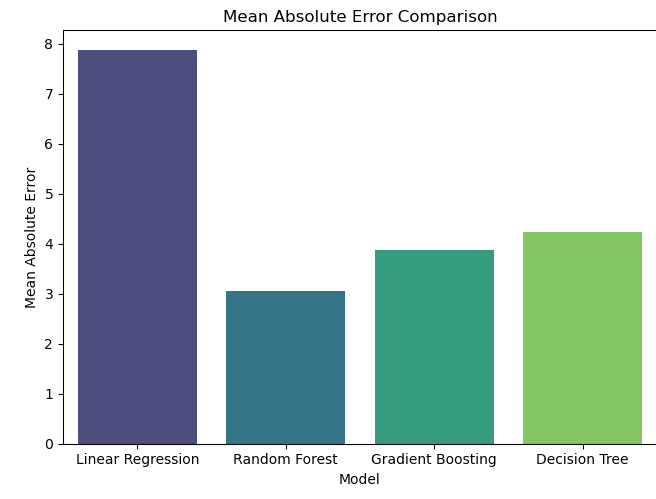 Mean Absolute Error Comparison
8
7
6
5
4
3
2
1
0
Mean Absolute Error
Linear Regression
Random Forest
Gradient Boosting
Decision Tree
Model